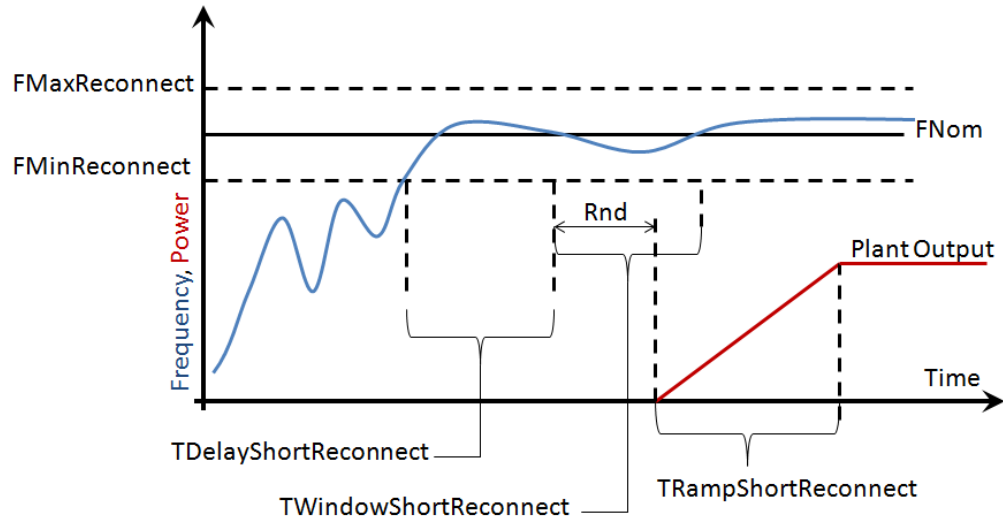 FMaxReconnect
FNom
FMinReconnect
Rnd
Frequency, Power
Plant Output
Time
TDelayShortReconnect
TWindowShortReconnect
TRampShortReconnect